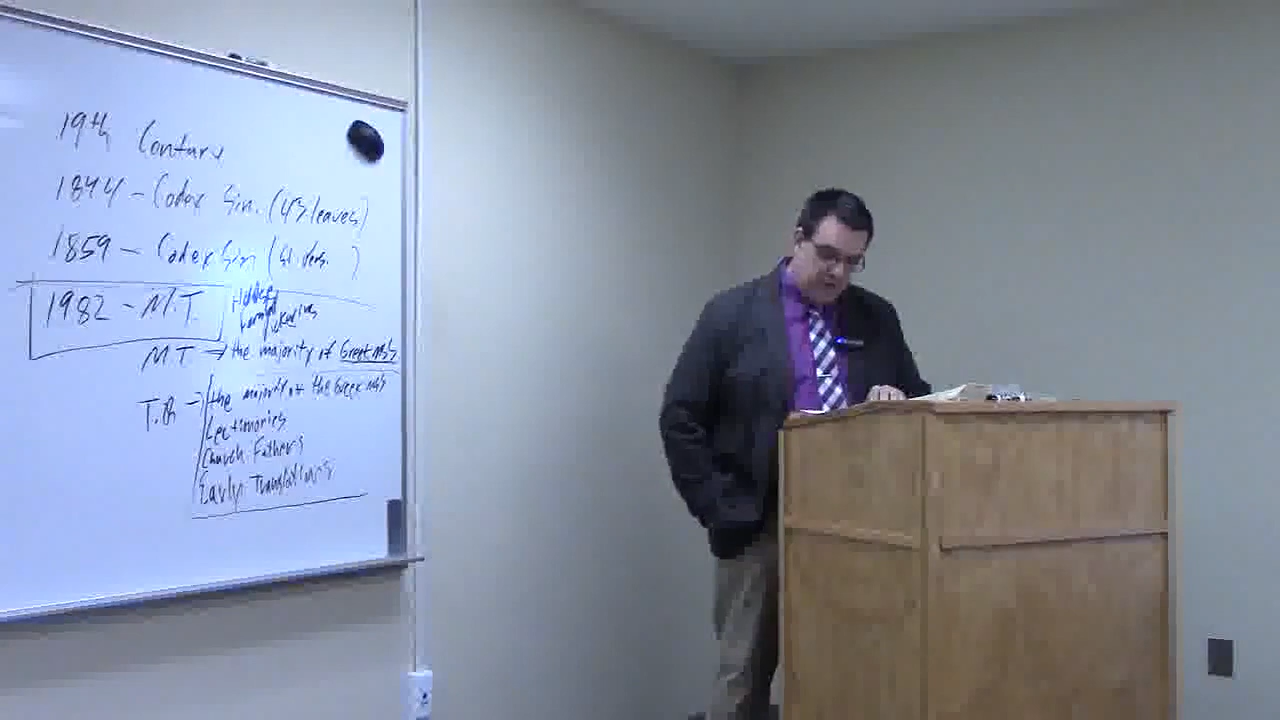 19th Century
1844 - Codex Sin. (43 leaves)
1859 - Codex Sin (
1982 - M.T.
M.T → the majority of Greek Mss
T.R → the majority of the Greek Mss
Lectionaries
Church Fathers
Early Translations